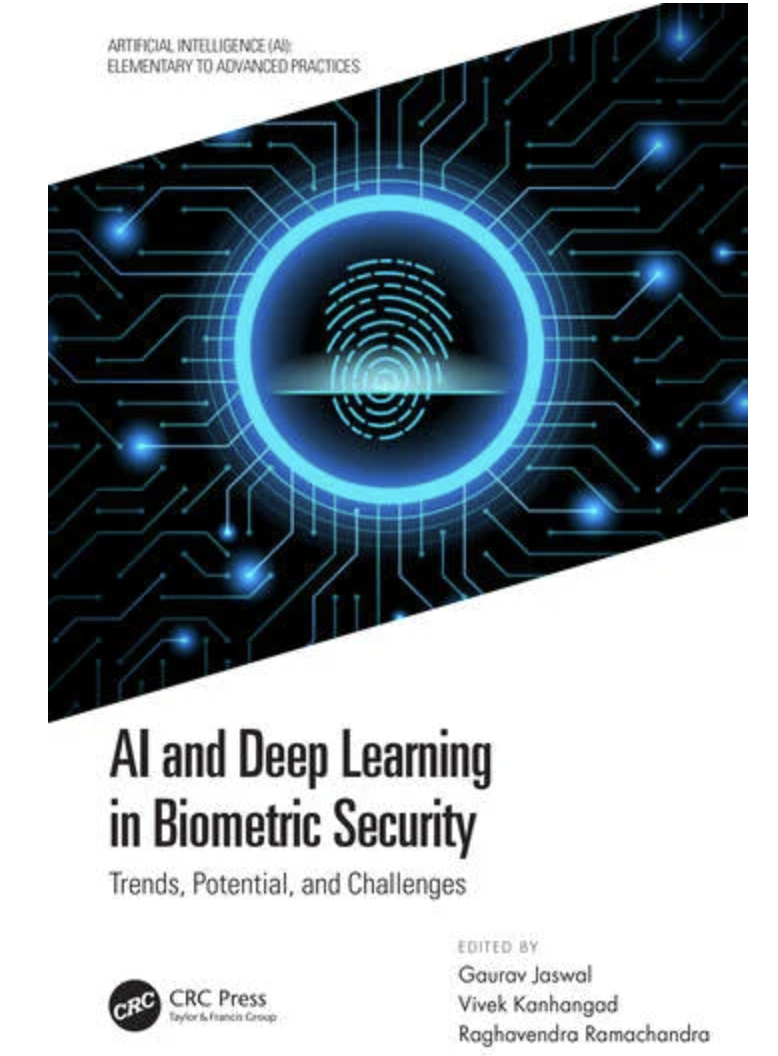 ARTIFICIAL INTELLIGENCE (AI):
ELEMENTARY TO ADVANCED PRACTICES
AI and Deep Learning
in Biometric Security
Trends, Potential, and Challenges
EDITED BY
Gaurav Jaswal
Vivek Kanhangad
Raghavendra Ramachandra
CRC
CRC Press
Taylor & Francis Group